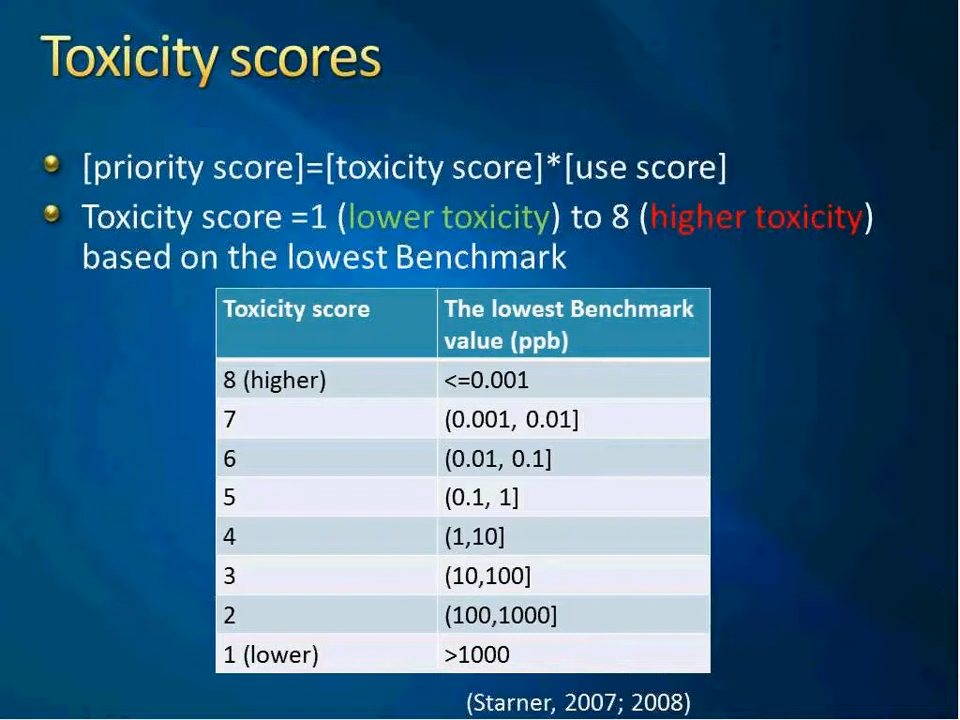 Toxicity scores
[priority score]=[toxicity score]*[use score]
Toxicity score =1 (lower toxicity) to 8 (higher toxicity)
based on the lowest Benchmark
Toxicity score The lowest Benchmark
value (ppb)
8 (higher) <=0.001
7 (0.001, 0.01]
6 (0.01, 0.1]
5 (0.1, 1]
4 (1,10]
3 (10,100]
2 (100,1000]
1 (lower) >1000
(Starner, 2007; 2008)